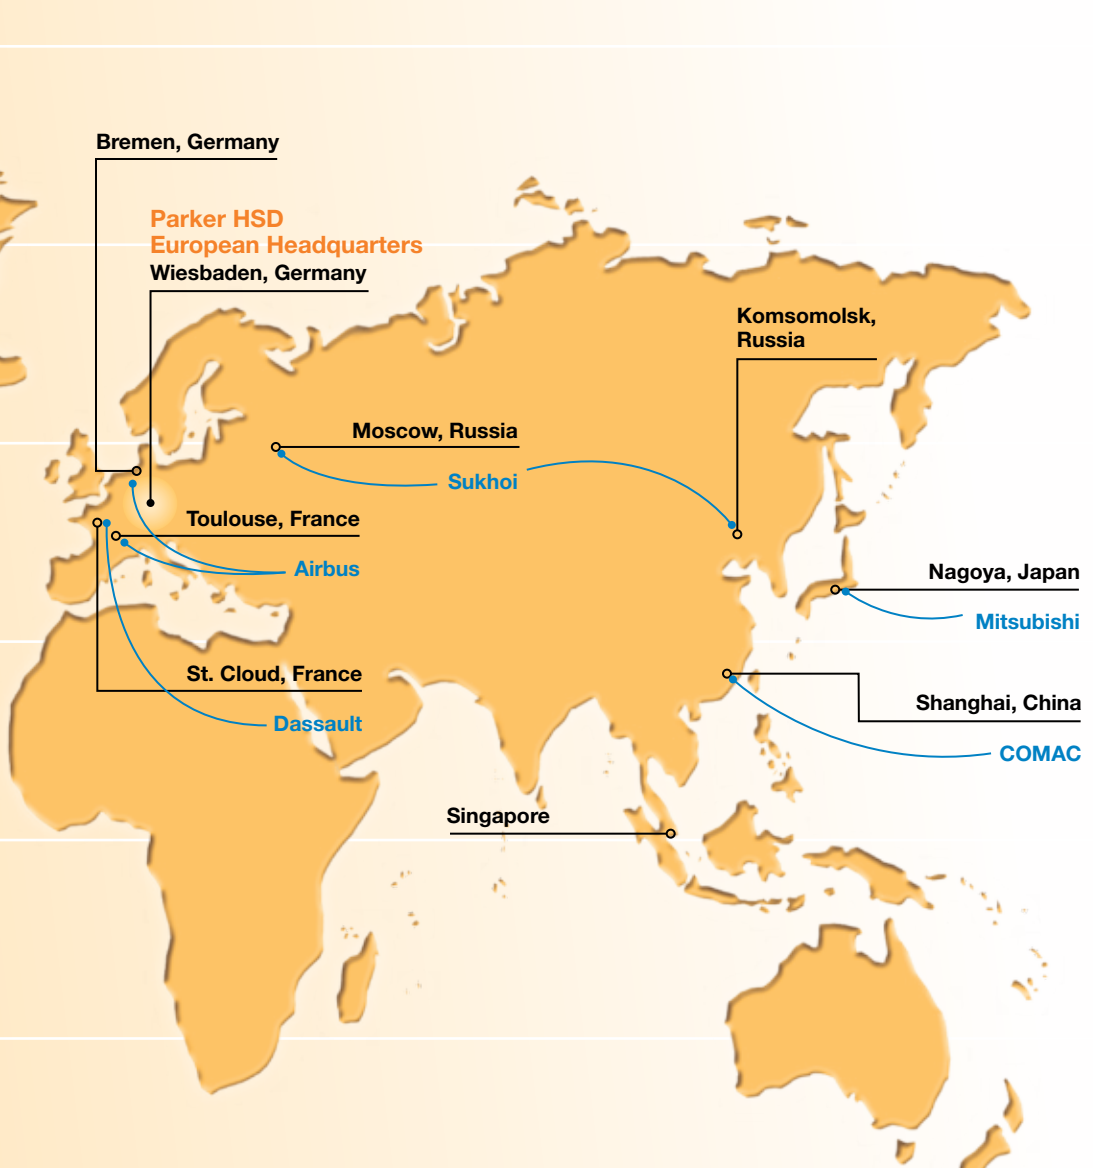 Bremen, Germany
Parker HSD
European Headquarters
Wiesbaden, Germany
Komsomolsk,
Russia
Moscow, Russia
Sukhoi
Toulouse, France
Airbus
Nagoya, Japan
Mitsubishi
St. Cloud, France
Dassault
Shanghai, China
COMAC
Singapore